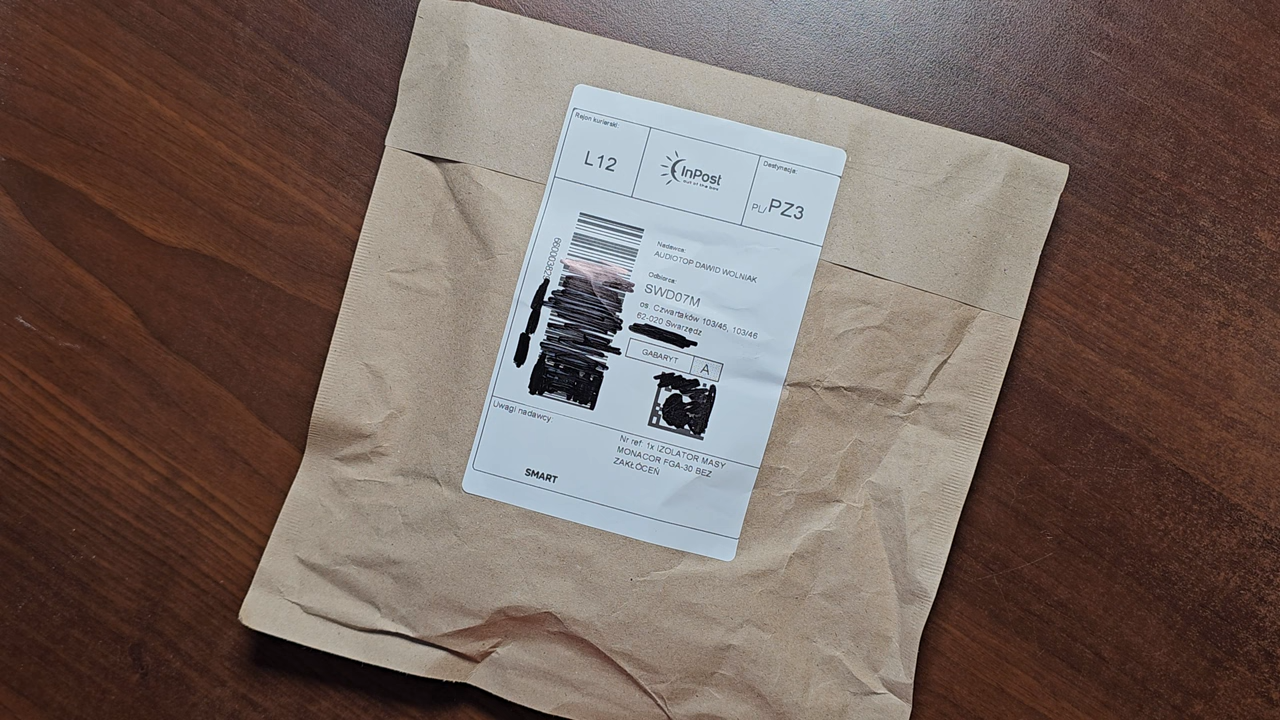 Rejon kurierski:
L12
InPost
out of the box
Destynacja:
PL/PZ3
Nadawca:
AUDIOTOP DAWID WOLNIAK
Odbiorca:
SWD07M
os. Czwartaków 103/45, 103/46
62-020 Swarzędz
GABARYT A
Uwagi nadawcy:
Nr ref: 1x IZOLATOR MASY
MONACOR FGA-30 BEZ
ZAKŁÓCEŃ
SMART